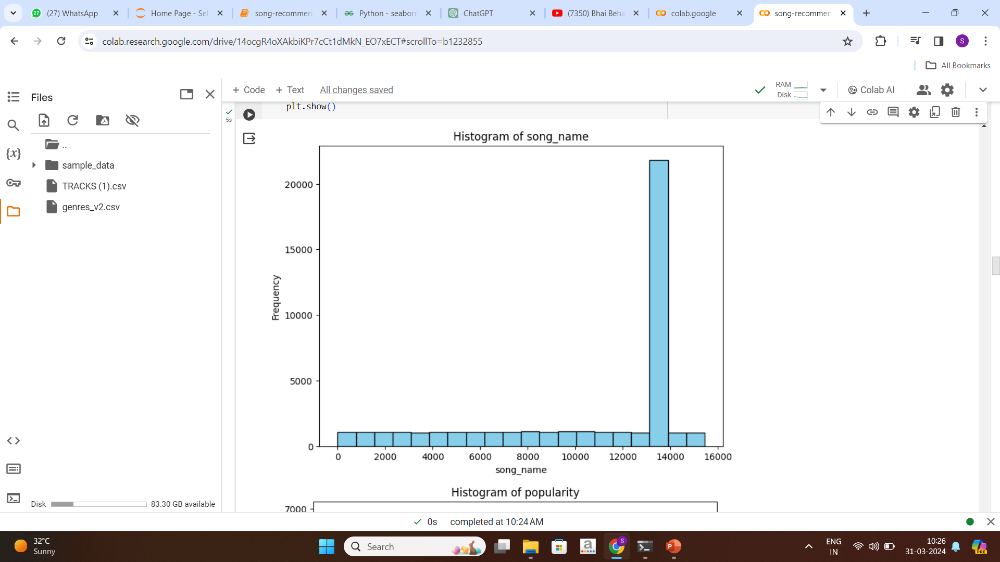 (27) WhatsApp
Home Page - Sel
song-recommen
Python - seaborn
ChatGPT
(7350) Bhai Beha
colab.google
song-recommen
colab.research.google.com/drive/14ocgR4oXAkbiKPr7cCt1dMkN_EO7xECT#scrollTo=b1232855
S
All Bookmarks
Files
+ Code
+ Text
All changes saved
RAM
Disk
Colab AI
..
sample_data
TRACKS (1).csv
genres_v2.csv
{x}
5s
plt.show()
Histogram of song_name
20000
15000
10000
5000
0
Frequency
0 2000 4000 6000 8000 10000 12000 14000 16000
song_name
Histogram of popularity
7000
Disk
83.30 GB available
0s completed at 10:24 AM
32°C
Sunny
Search
ENG
IN
10:26
31-03-2024
PRE